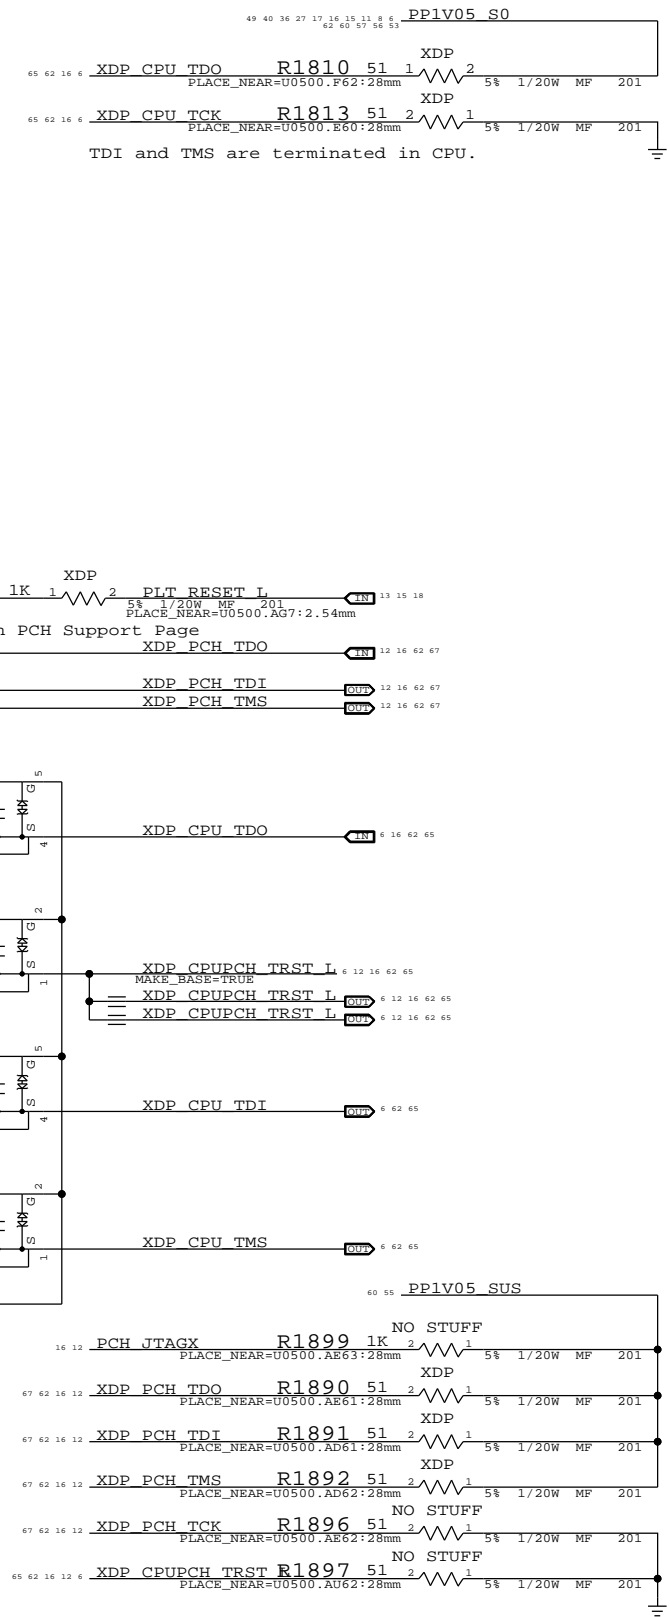 49 40 36 27 17 16 15 11 8 6 PP1V05_S0
62 60 57 56 53
XDP
65 62 16 6 XDP_CPU_TDO R1810 51 1 2
PLACE_NEAR=U0500.F62:28mm 5% 1/20W MF 201
XDP
65 62 16 6 XDP_CPU_TCK R1813 51 2 1
PLACE_NEAR=U0500.E60:28mm 5% 1/20W MF 201
TDI and TMS are terminated in CPU.
XDP
1K 1 2 PLT_RESET_L IN 13 15 18
5% 1/20W MF 201
PLACE_NEAR=U0500.AG7:2.54mm
PCH Support Page
XDP_PCH_TDO IN 12 16 62 67
XDP_PCH_TDI OUT 12 16 62 67
XDP_PCH_TMS OUT 12 16 62 67
G 5
S 4 XDP_CPU_TDO IN 6 16 62 65
G 2
S 1 XDP_CPUPCH_TRST_L 6 12 16 62 65
MAKE_BASE=TRUE
XDP_CPUPCH_TRST_L OUT 6 12 16 62 65
XDP_CPUPCH_TRST_L OUT 6 12 16 62 65
G 5
S 4 XDP_CPU_TDI OUT 6 62 65
G 2
S 1 XDP_CPU_TMS OUT 6 62 65
60 55 PP1V05_SUS
NO STUFF
16 12 PCH_JTAGX R1899 1K 2 1
PLACE_NEAR=U0500.AE63:28mm 5% 1/20W MF 201
XDP
67 62 16 12 XDP_PCH_TDO R1890 51 2 1
PLACE_NEAR=U0500.AE61:28mm 5% 1/20W MF 201
XDP
67 62 16 12 XDP_PCH_TDI R1891 51 2 1
PLACE_NEAR=U0500.AD61:28mm 5% 1/20W MF 201
XDP
67 62 16 12 XDP_PCH_TMS R1892 51 2 1
PLACE_NEAR=U0500.AD62:28mm 5% 1/20W MF 201
NO STUFF
67 62 16 12 XDP_PCH_TCK R1896 51 2 1
PLACE_NEAR=U0500.AE62:28mm 5% 1/20W MF 201
NO STUFF
65 62 16 12 6 XDP_CPUPCH_TRST_L R1897 51 2 1
PLACE_NEAR=U0500.AU62:28mm 5% 1/20W MF 201